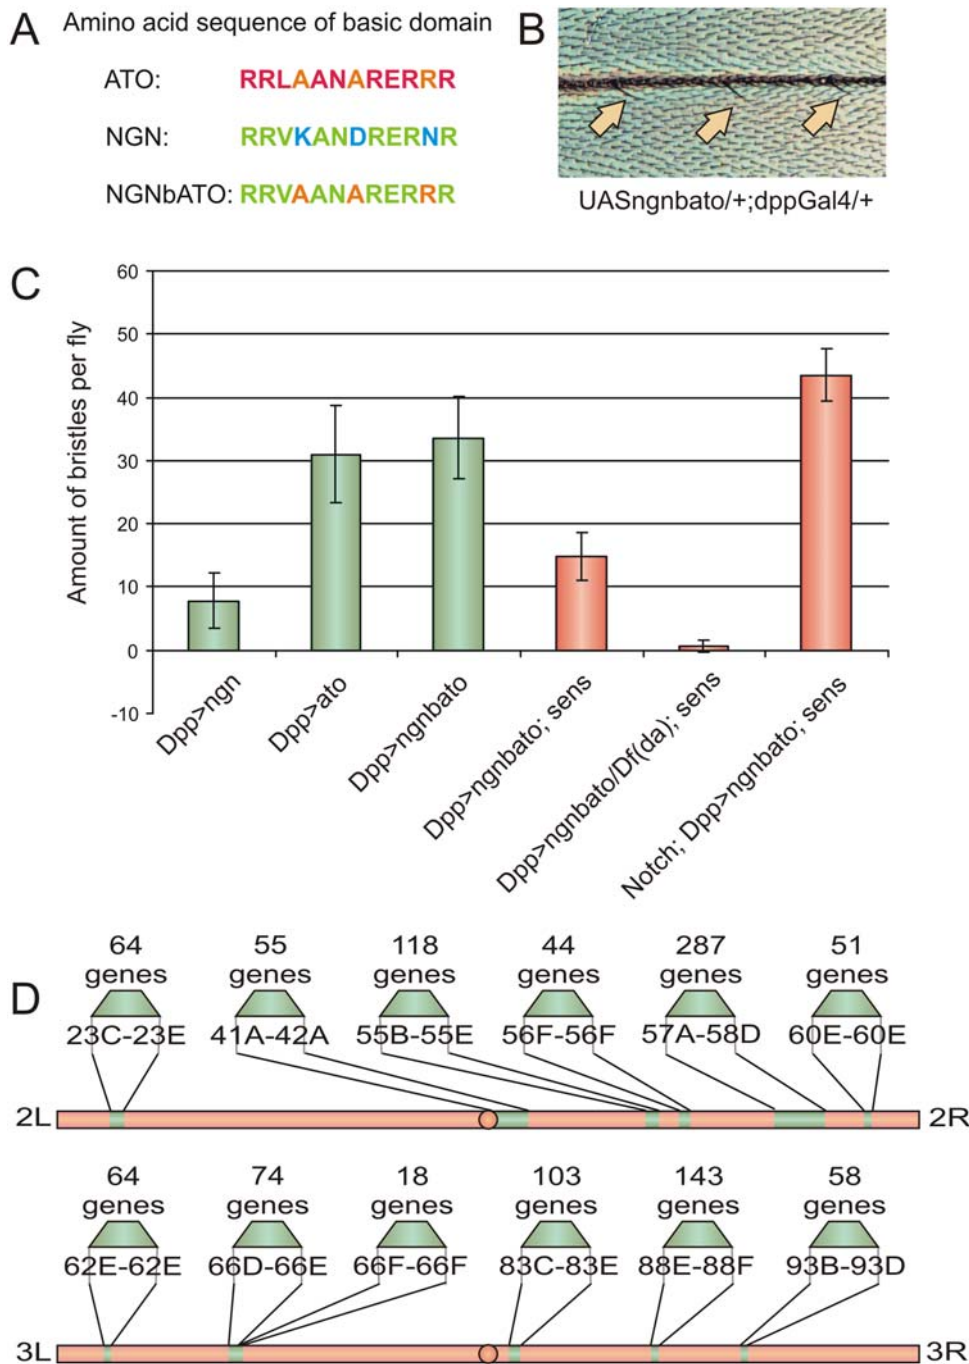 A Amino acid sequence of basic domain
ATO: RRLAANARERRR
NGN: RRVKANDRERNR
NGNbATO: RRVAANARERRR
B
UASngnbato/+;dppGal4/+
C
Amount of bristles per fly
60
50
40
30
20
10
0
-10
Dpp>ngn
Dpp>ato
Dpp>ngnbato
Dpp>ngnbato; sens
Dpp>ngnbato/Df(da); sens
Notch; Dpp>ngnbato; sens
D
64 55 118 44 287 51
genes genes genes genes genes genes
23C-23E 41A-42A 55B-55E 56F-56F 57A-58D 60E-60E
2L 2R
64 74 18 103 143 58
genes genes genes genes genes genes
62E-62E 66D-66E 66F-66F 83C-83E 88E-88F 93B-93D
3L 3R